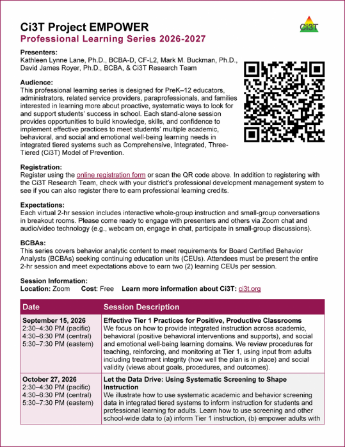 Ci3T Project EMPOWER
Professional Learning Series 2026-2027
Ci3T
Presenters:
Kathleen Lynne Lane, Ph.D., BCBA-D, CF-L2, Mark M. Buckman, Ph.D.,
David James Royer, Ph.D., BCBA, & Ci3T Research Team
Audience:
This professional learning series is designed for PreK–12 educators,
administrators, related service providers, paraprofessionals, and families
interested in learning more about proactive, systematic ways to look for
and support students' success in school. Each stand-alone session
provides opportunities to build knowledge, skills, and confidence to
implement effective practices to meet students' multiple academic,
behavioral, and social and emotional well-being learning needs in
integrated tiered systems such as Comprehensive, Integrated, Three-
Tiered (Ci3T) Model of Prevention.
Registration:
Register using the online registration form or scan the QR code above. In addition to registering with
the Ci3T Research Team, check with your district's professional development management system to
see if you can also register there to earn professional learning credits.
Expectations:
Each virtual 2-hr session includes interactive whole-group instruction and small-group conversations
in breakout rooms. Please come ready to engage with presenters and others via Zoom chat and
audio/video technology (e.g., webcam on, engage in chat, participate in small-group discussions).
BCBAs:
This series covers behavior analytic content to meet requirements for Board Certified Behavior
Analysts (BCBAs) seeking continuing education units (CEUs). Attendees must be present the entire
2-hr session and meet expectations above to earn two (2) learning CEUs per session.
Session Information:
Location: Zoom Cost: Free Learn more information about Ci3T: ci3t.org
Date Session Description
September 15, 2026 Effective Tier 1 Practices for Positive, Productive Classrooms
2:30–4:30 PM (pacific) We focus on how to provide integrated instruction across academic,
4:30–6:30 PM (central) behavioral (positive behavioral interventions and supports), and social
5:30–7:30 PM (eastern) and emotional well-being learning domains. We review procedures for
teaching, reinforcing, and monitoring at Tier 1, using input from adults
including treatment integrity (how well the plan is in place) and social
validity (views about goals, procedures, and outcomes).
October 27, 2026 Let the Data Drive: Using Systematic Screening to Shape
2:30–4:30 PM (pacific) Instruction
4:30–6:30 PM (central) We illustrate how to use systematic academic and behavior screening
5:30–7:30 PM (eastern) data in integrated tiered systems to inform instruction for students and
professional learning for adults. Learn how to use screening and other
school-wide data to (a) inform Tier 1 instruction, (b) empower adults with